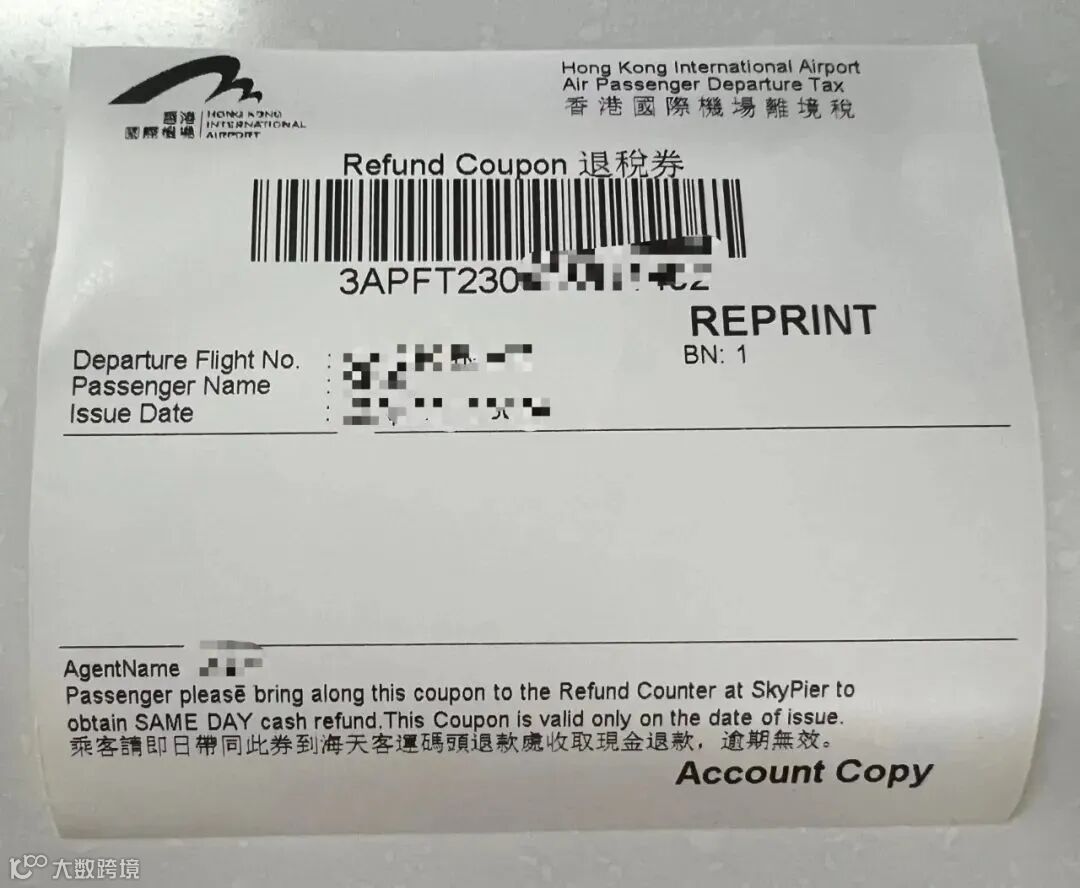 Hong Kong International Airport
Air Passenger Departure Tax
香港國際機場離境稅
香港 HONG KONG
國際機場 INTERNATIONAL
AIRPORT
Refund Coupon 退稅券
3APFT230
REPRINT
BN: 1
Departure Flight No. :
Passenger Name :
Issue Date :
AgentName
Passenger please bring along this coupon to the Refund Counter at SkyPier to
obtain SAME DAY cash refund.This Coupon is valid only on the date of issue.
乘客請即日帶同此券到海天客運碼頭退款處收取現金退款，逾期無效。
Account Copy
大数跨境